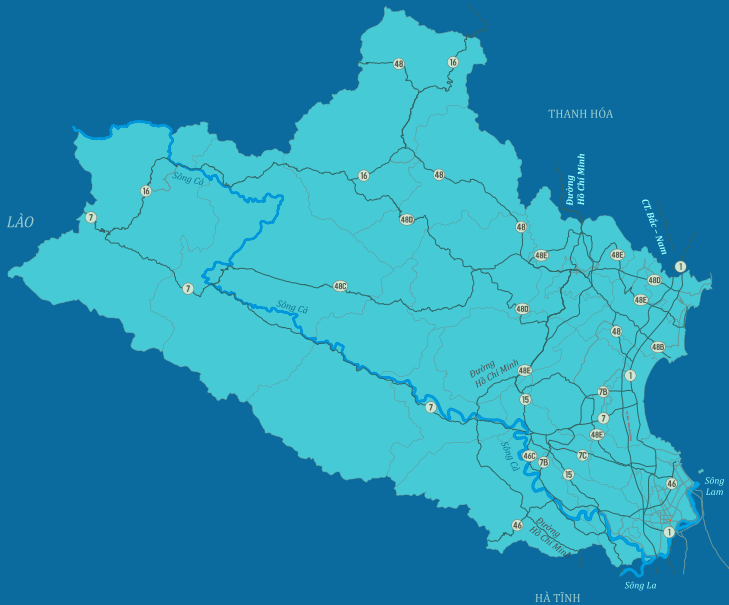 48
16
THANH HÓA
Đường
Hồ Chí Minh
Sông Cả
16
48
16
CT. Bắc - Nam
LÀO
7
48D
48
48E
48E
1
48D
7
48C
48E
Sông Cả
48D
48
48B
Đường
Hồ Chí Minh
48E
1
7B
15
7
7
48E
Sông Cả
46C
7B
7C
15
46
Sông
Lam
46
Đường
Hồ Chí Minh
1
Sông La
HÀ TĨNH